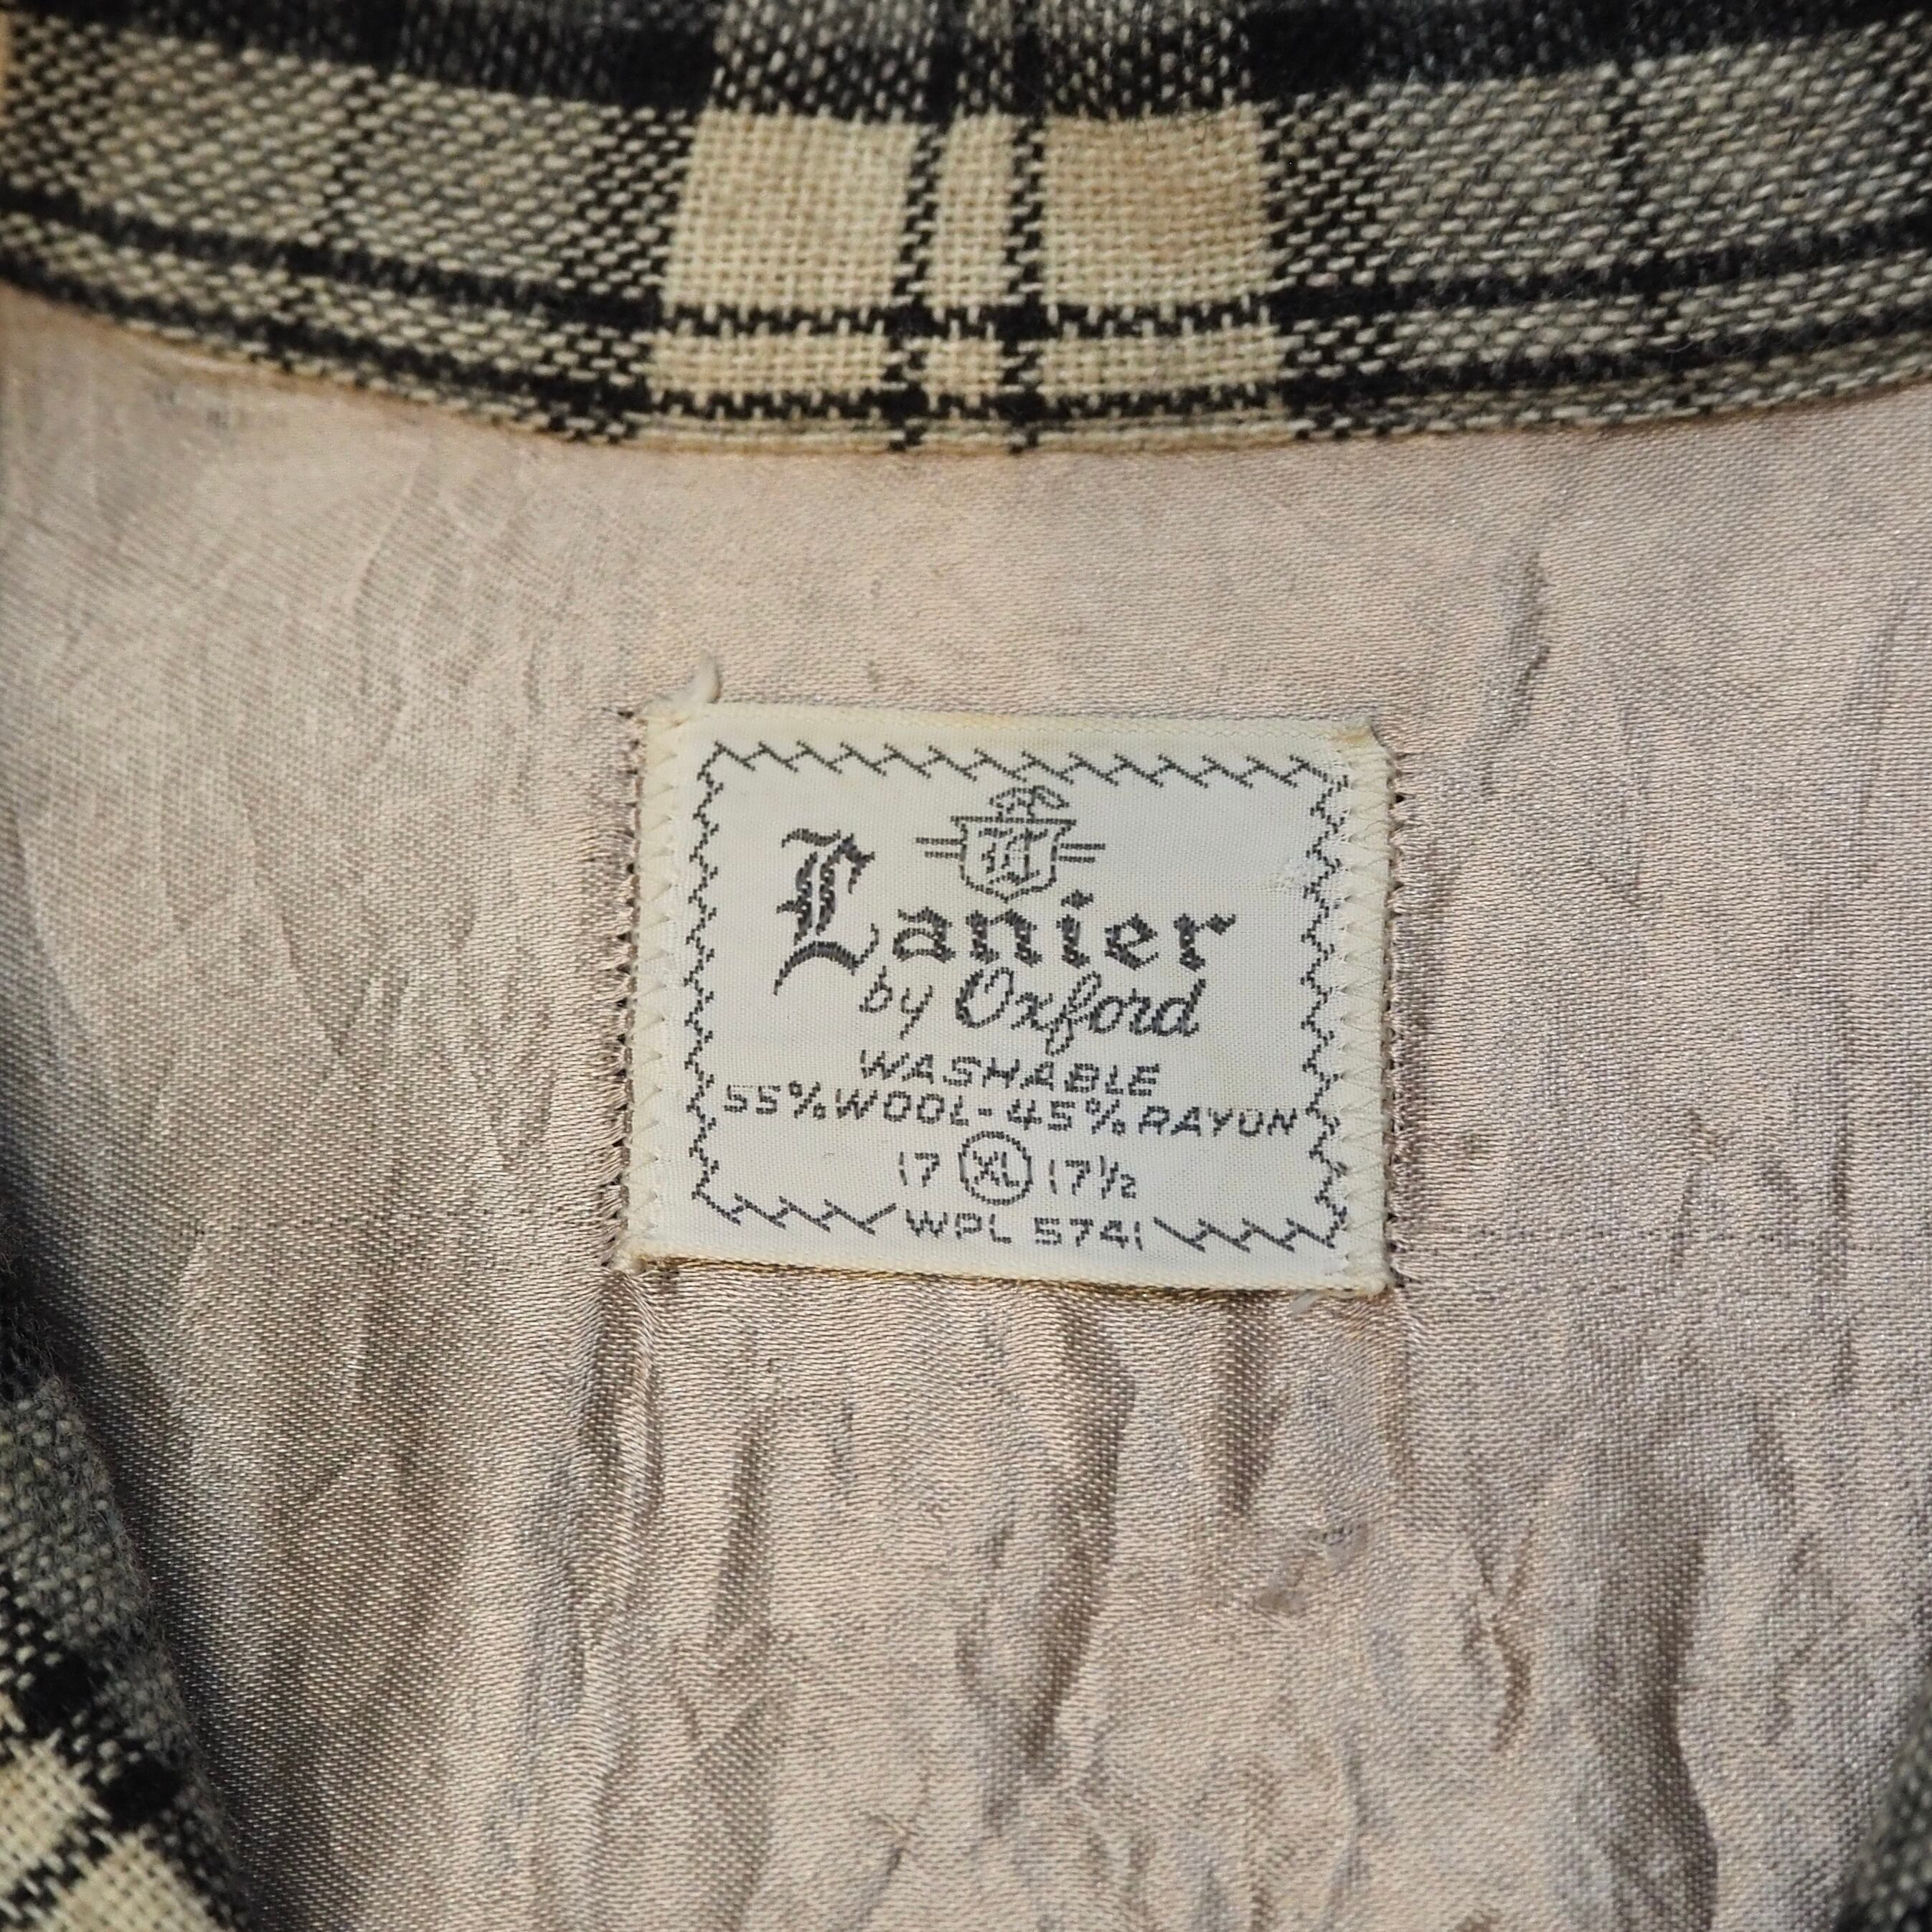 Lanier
by Oxford
WASHABLE
55% WOOL - 45% RAYON
17 XL 17½
WPL 5741